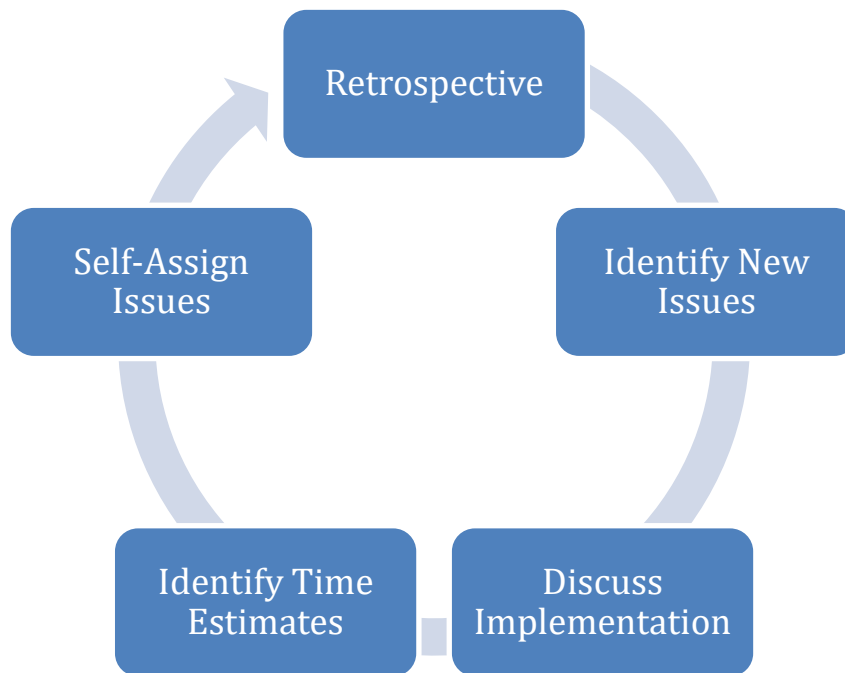 Retrospective
Identify New
Issues
Discuss
Implementation
Identify Time
Estimates
Self-Assign
Issues